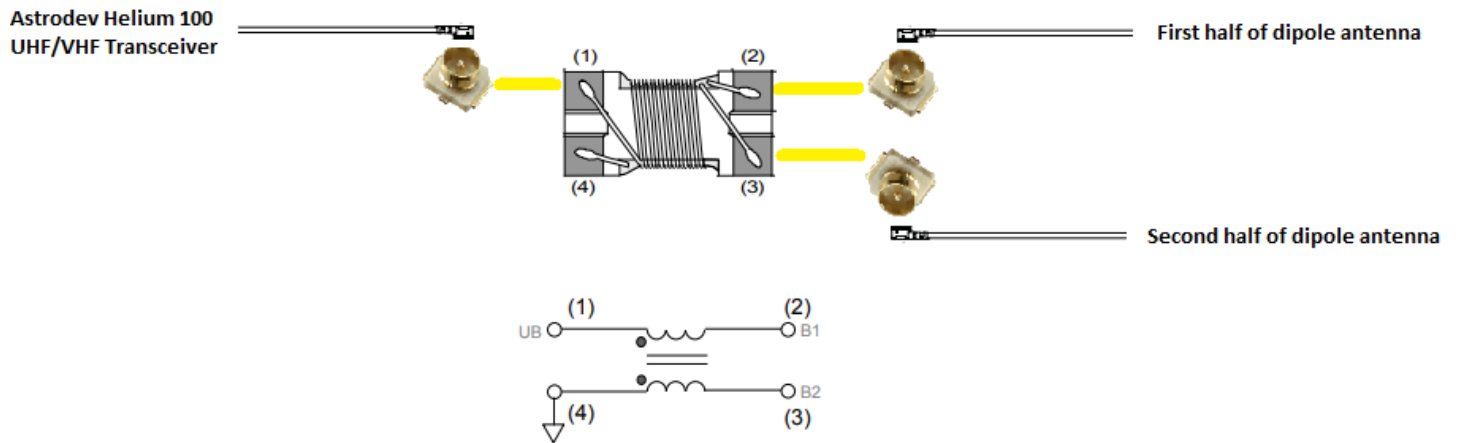 Astrodev Helium 100
UHF/VHF Transceiver
First half of dipole antenna
(1)
(2)
(4)
(3)
Second half of dipole antenna
(1)
(2)
UB
B1
B2
(4)
(3)